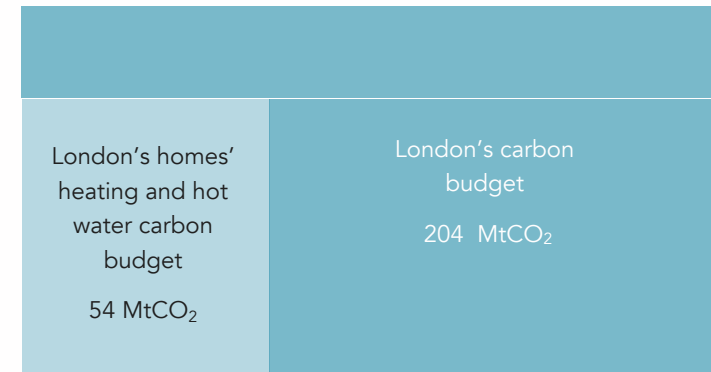 London’s homes’
heating and hot
water carbon
budget
54 MtCO₂
London’s carbon
budget
204 MtCO₂